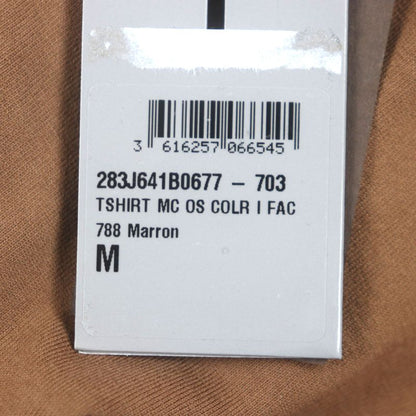 3 616257 066545
283J641B0677 - 703
TSHIRT MC OS COLR I FAC
788 Marron
M